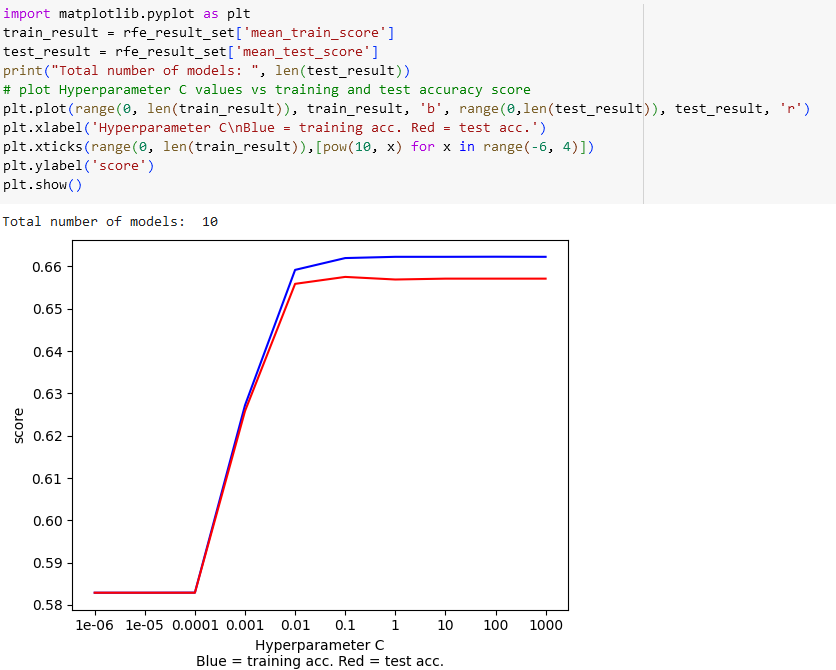 import matplotlib.pyplot as plt
train_result = rfe_result_set['mean_train_score']
test_result = rfe_result_set['mean_test_score']
print("Total number of models: ", len(test_result))
# plot Hyperparameter C values vs training and test accuracy score
plt.plot(range(0, len(train_result)), train_result, 'b', range(0,len(test_result)), test_result, 'r')
plt.xlabel('Hyperparameter C\nBlue = training acc. Red = test acc.')
plt.xticks(range(0, len(train_result)),[pow(10, x) for x in range(-6, 4)])
plt.ylabel('score')
plt.show()
Total number of models:  10
0.66
0.65
0.64
0.63
0.62
0.61
0.60
0.59
0.58
score
1e-06 1e-05 0.0001 0.001 0.01 0.1 1 10 100 1000
Hyperparameter C
Blue = training acc. Red = test acc.